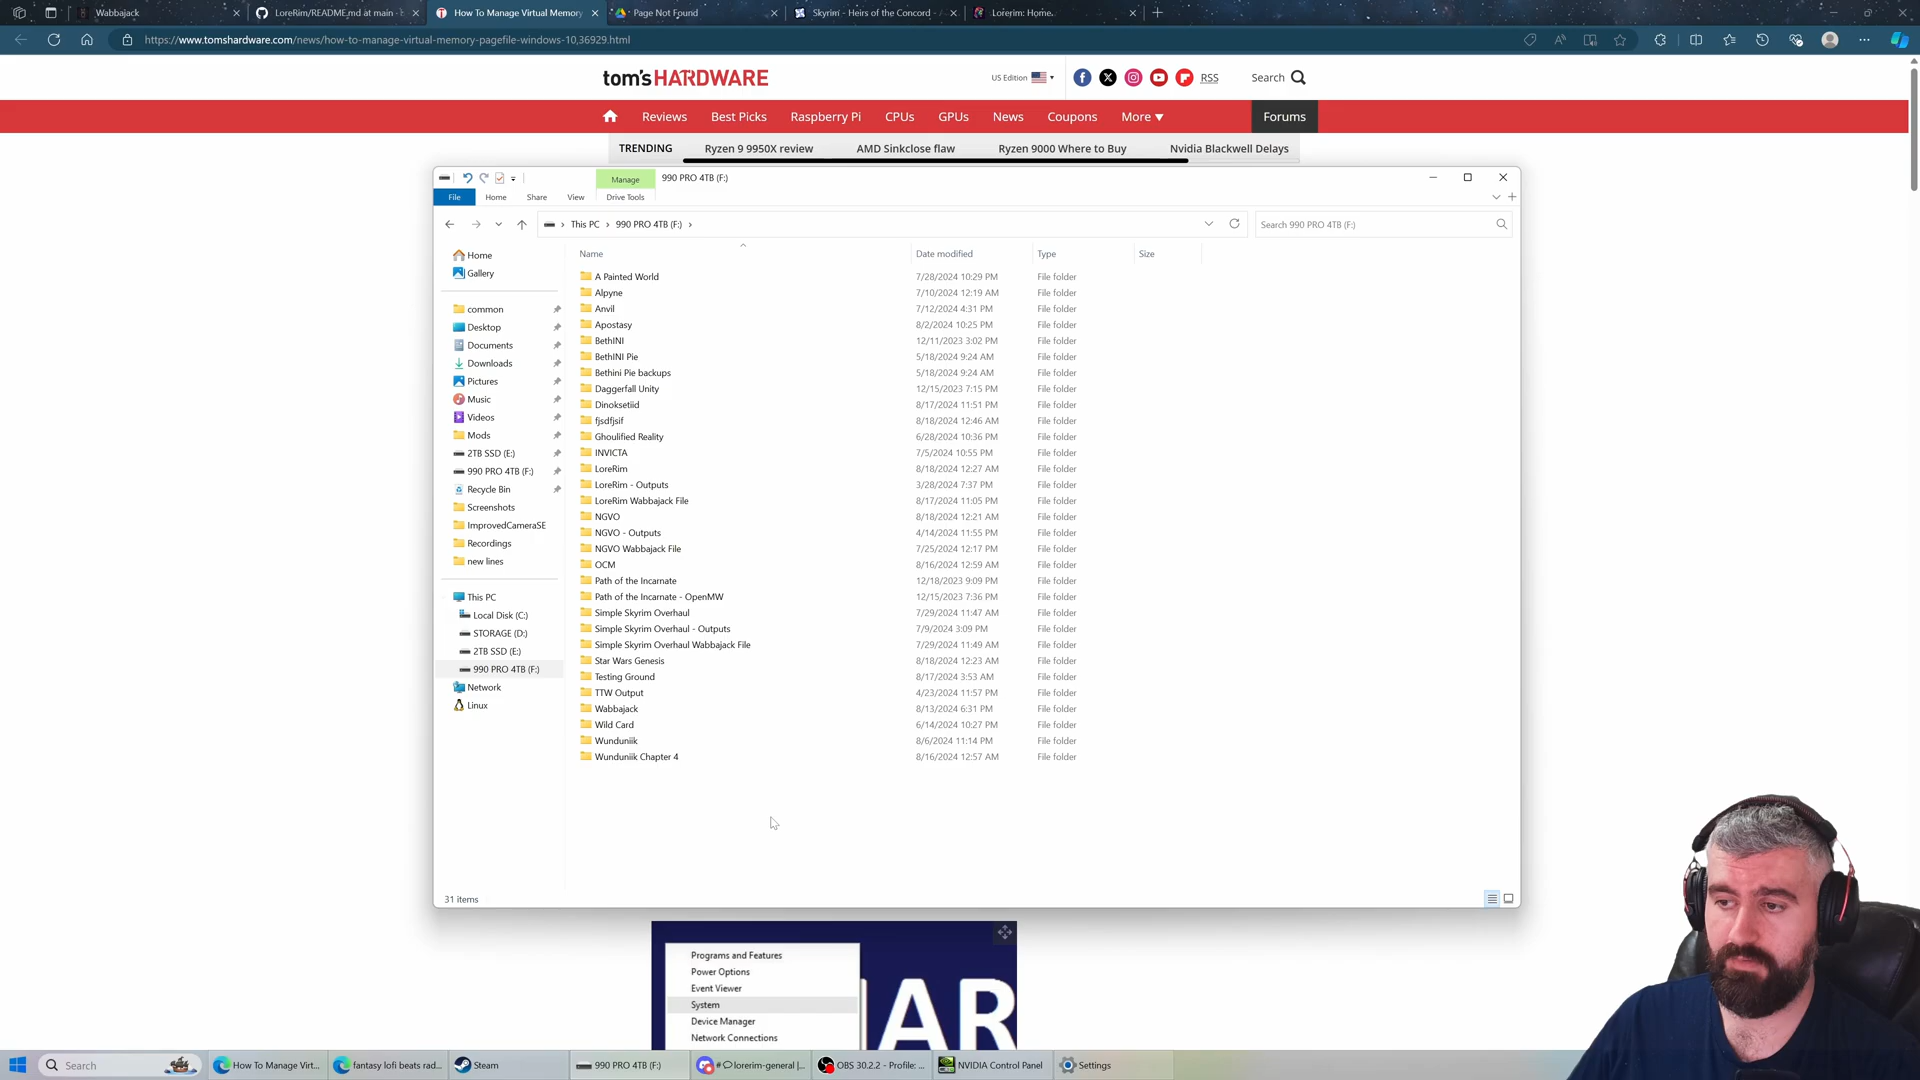 Wabbajack
LoreRim/README.md at main ·
How To Manage Virtual Memory
Page Not Found
Skyrim - Heirs of the Concord - A
Lorerim: Home.
https://www.tomshardware.com/news/how-to-manage-virtual-memory-pagefile-windows-10,36929.html
tom's HARDWARE
US Edition
RSS
Search
Reviews
Best Picks
Raspberry Pi
CPUs
GPUs
News
Coupons
More ▼
Forums
TRENDING
Ryzen 9 9950X review
AMD Sinkclose flaw
Ryzen 9000 Where to Buy
Nvidia Blackwell Delays
Manage
990 PRO 4TB (F:)
File
Home
Share
View
Drive Tools
This PC > 990 PRO 4TB (F:) >
Search 990 PRO 4TB (F:)
Home
Gallery
common
Desktop
Documents
Downloads
Pictures
Music
Videos
Mods
2TB SSD (E:)
990 PRO 4TB (F:)
Recycle Bin
Screenshots
ImprovedCameraSE
Recordings
new lines
This PC
Local Disk (C:)
STORAGE (D:)
2TB SSD (E:)
990 PRO 4TB (F:)
Network
Linux
Name Date modified Type Size
A Painted World 7/28/2024 10:29 PM File folder
Alpyne 7/10/2024 12:19 AM File folder
Anvil 7/12/2024 4:31 PM File folder
Apostasy 8/2/2024 10:25 PM File folder
BethINI 12/11/2023 3:02 PM File folder
BethINI Pie 5/18/2024 9:24 AM File folder
Bethini Pie backups 5/18/2024 9:24 AM File folder
Daggerfall Unity 12/15/2023 7:15 PM File folder
Dinoksetiid 8/17/2024 11:51 PM File folder
fjsdfjsif 8/18/2024 12:46 AM File folder
Ghoulified Reality 6/28/2024 10:36 PM File folder
INVICTA 7/5/2024 10:55 PM File folder
LoreRim 8/18/2024 12:27 AM File folder
LoreRim - Outputs 3/28/2024 7:37 PM File folder
LoreRim Wabbajack File 8/17/2024 11:05 PM File folder
NGVO 8/18/2024 12:21 AM File folder
NGVO - Outputs 4/14/2024 11:55 PM File folder
NGVO Wabbajack File 7/25/2024 12:17 PM File folder
OCM 8/16/2024 12:59 AM File folder
Path of the Incarnate 12/18/2023 9:09 PM File folder
Path of the Incarnate - OpenMW 12/15/2023 7:36 PM File folder
Simple Skyrim Overhaul 7/29/2024 11:47 AM File folder
Simple Skyrim Overhaul - Outputs 7/9/2024 3:09 PM File folder
Simple Skyrim Overhaul Wabbajack File 7/29/2024 11:49 AM File folder
Star Wars Genesis 8/18/2024 12:23 AM File folder
Testing Ground 8/17/2024 3:53 AM File folder
TTW Output 4/23/2024 11:57 PM File folder
Wabbajack 8/13/2024 6:31 PM File folder
Wild Card 6/14/2024 10:27 PM File folder
Wunduniik 8/6/2024 11:14 PM File folder
Wunduniik Chapter 4 8/16/2024 12:57 AM File folder
31 items
Programs and Features
Power Options
Event Viewer
System
Device Manager
Network Connections
AR
Search
How To Manage Virt...
fantasy lofi beats rad...
Steam
990 PRO 4TB (F:)
lorerim-general |...
OBS 30.2.2 - Profile: ...
NVIDIA Control Panel
Settings